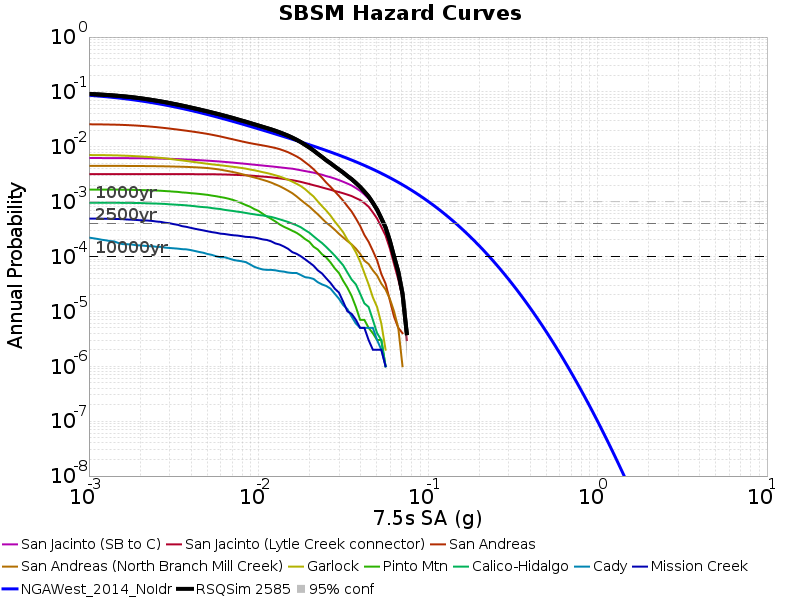 SBSM Hazard Curves
Annual Probability
10^0
10^-1
10^-2
10^-3
10^-4
10^-5
10^-6
10^-7
10^-8
1000yr
2500yr
10000yr
10^-3 10^-2 10^-1 10^0 10^1
7.5s SA (g)
San Jacinto (SB to C) San Jacinto (Lytle Creek connector) San Andreas
San Andreas (North Branch Mill Creek) Garlock Pinto Mtn Calico-Hidalgo Cady Mission Creek
NGAWest_2014_NoIdr RSQSim 2585 95% conf